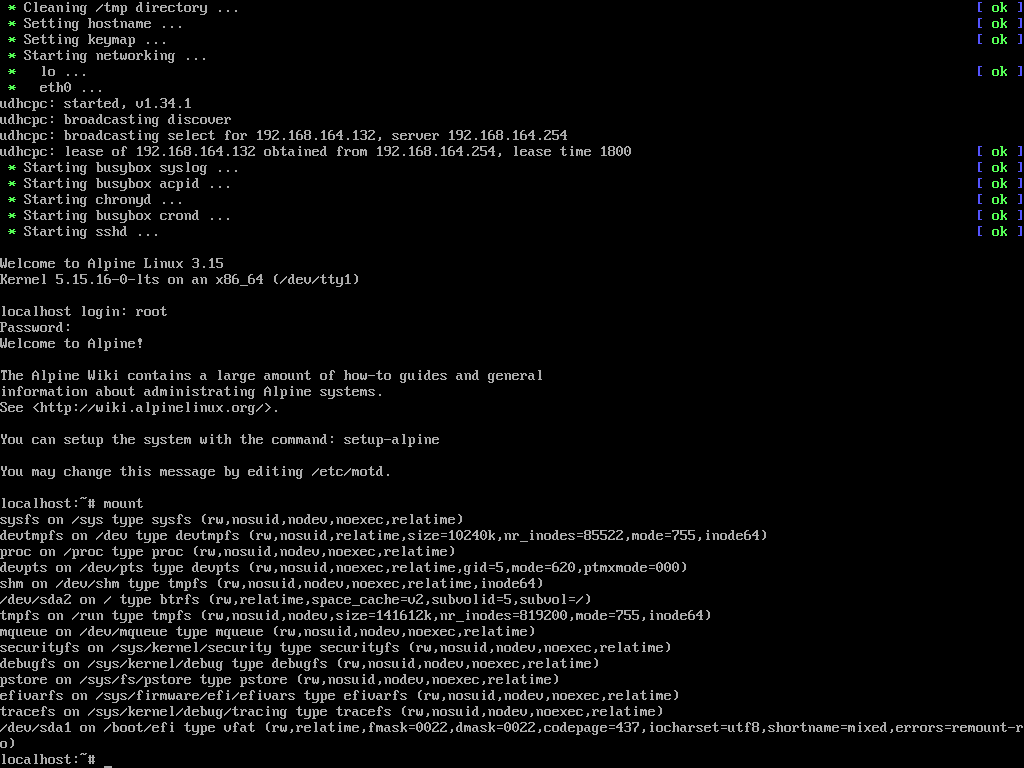 * Cleaning /tmp directory ... [ ok ]
* Setting hostname ... [ ok ]
* Setting keymap ... [ ok ]
* Starting networking ...
*   lo ... [ ok ]
*   eth0 ...
udhcpc: started, v1.34.1
udhcpc: broadcasting discover
udhcpc: broadcasting select for 192.168.164.132, server 192.168.164.254
udhcpc: lease of 192.168.164.132 obtained from 192.168.164.254, lease time 1800 [ ok ]
* Starting busybox syslog ... [ ok ]
* Starting busybox acpid ... [ ok ]
* Starting chronyd ... [ ok ]
* Starting busybox crond ... [ ok ]
* Starting sshd ... [ ok ]
Welcome to Alpine Linux 3.15
Kernel 5.15.16-0-lts on an x86_64 (/dev/tty1)
localhost login: root
Password:
Welcome to Alpine!
The Alpine Wiki contains a large amount of how-to guides and general
information about administrating Alpine systems.
See <http://wiki.alpinelinux.org/>.
You can setup the system with the command: setup-alpine
You may change this message by editing /etc/motd.
localhost:~# mount
sysfs on /sys type sysfs (rw,nosuid,nodev,noexec,relatime)
devtmpfs on /dev type devtmpfs (rw,nosuid,relatime,size=10240k,nr_inodes=85522,mode=755,inode64)
proc on /proc type proc (rw,nosuid,nodev,noexec,relatime)
devpts on /dev/pts type devpts (rw,nosuid,noexec,relatime,gid=5,mode=620,ptmxmode=000)
shm on /dev/shm type tmpfs (rw,nosuid,nodev,noexec,relatime,inode64)
/dev/sda2 on / type btrfs (rw,relatime,space_cache=v2,subvolid=5,subvol=/)
tmpfs on /run type tmpfs (rw,nosuid,nodev,size=141612k,nr_inodes=819200,mode=755,inode64)
mqueue on /dev/mqueue type mqueue (rw,nosuid,nodev,noexec,relatime)
securityfs on /sys/kernel/security type securityfs (rw,nosuid,nodev,noexec,relatime)
debugfs on /sys/kernel/debug type debugfs (rw,nosuid,nodev,noexec,relatime)
pstore on /sys/fs/pstore type pstore (rw,nosuid,nodev,noexec,relatime)
efivarfs on /sys/firmware/efi/efivars type efivarfs (rw,nosuid,nodev,noexec,relatime)
tracefs on /sys/kernel/debug/tracing type tracefs (rw,nosuid,nodev,noexec,relatime)
/dev/sda1 on /boot/efi type vfat (rw,relatime,fmask=0022,dmask=0022,codepage=437,iocharset=utf8,shortname=mixed,errors=remount-r
o)
localhost:~# _